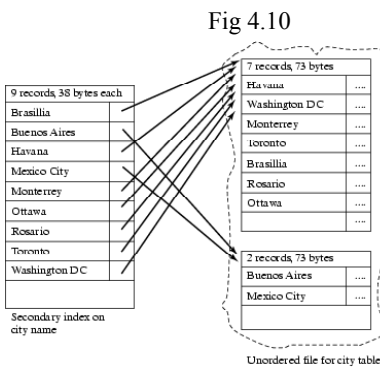 Fig 4.10
9 records, 38 bytes each
Brasillia
Buenos Aires
Havana
Mexico City
Monterrey
Ottawa
Rosario
Toronto
Washington DC
Secondary index on
city name
7 records, 73 bytes
Havana ....
Washington DC ....
Monterrey ....
Toronto ....
Brasillia ....
Rosario ....
Ottawa ....
....
2 records, 73 bytes
Buenos Aires ....
Mexico City ....
Unordered file for city table